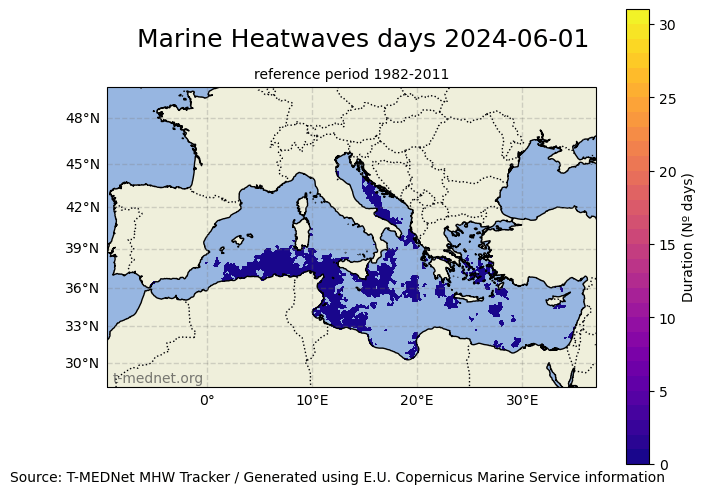 Marine Heatwaves days 2024-06-01
reference period 1982-2011
48°N
45°N
42°N
39°N
36°N
33°N
30°N
t-mednet.org
0°
10°E
20°E
30°E
30
25
20
15
10
5
0
Duration (Nº days)
Source: T-MEDNet MHW Tracker / Generated using E.U. Copernicus Marine Service information